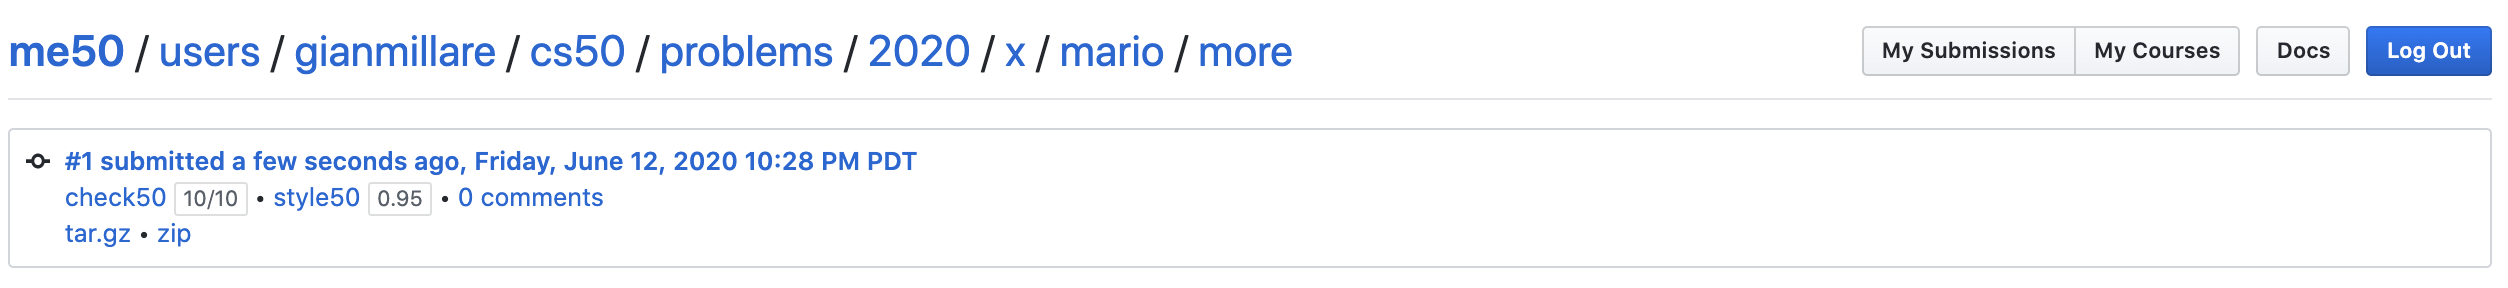 me50 / users / gianmillare / cs50 / problems / 2020 / x / mario / more My Submissions My Courses Docs Log Out
#1 submitted a few seconds ago, Friday, June 12, 2020 10:28 PM PDT
check50 10/10 • style50 0.95 • 0 comments
tar.gz • zip